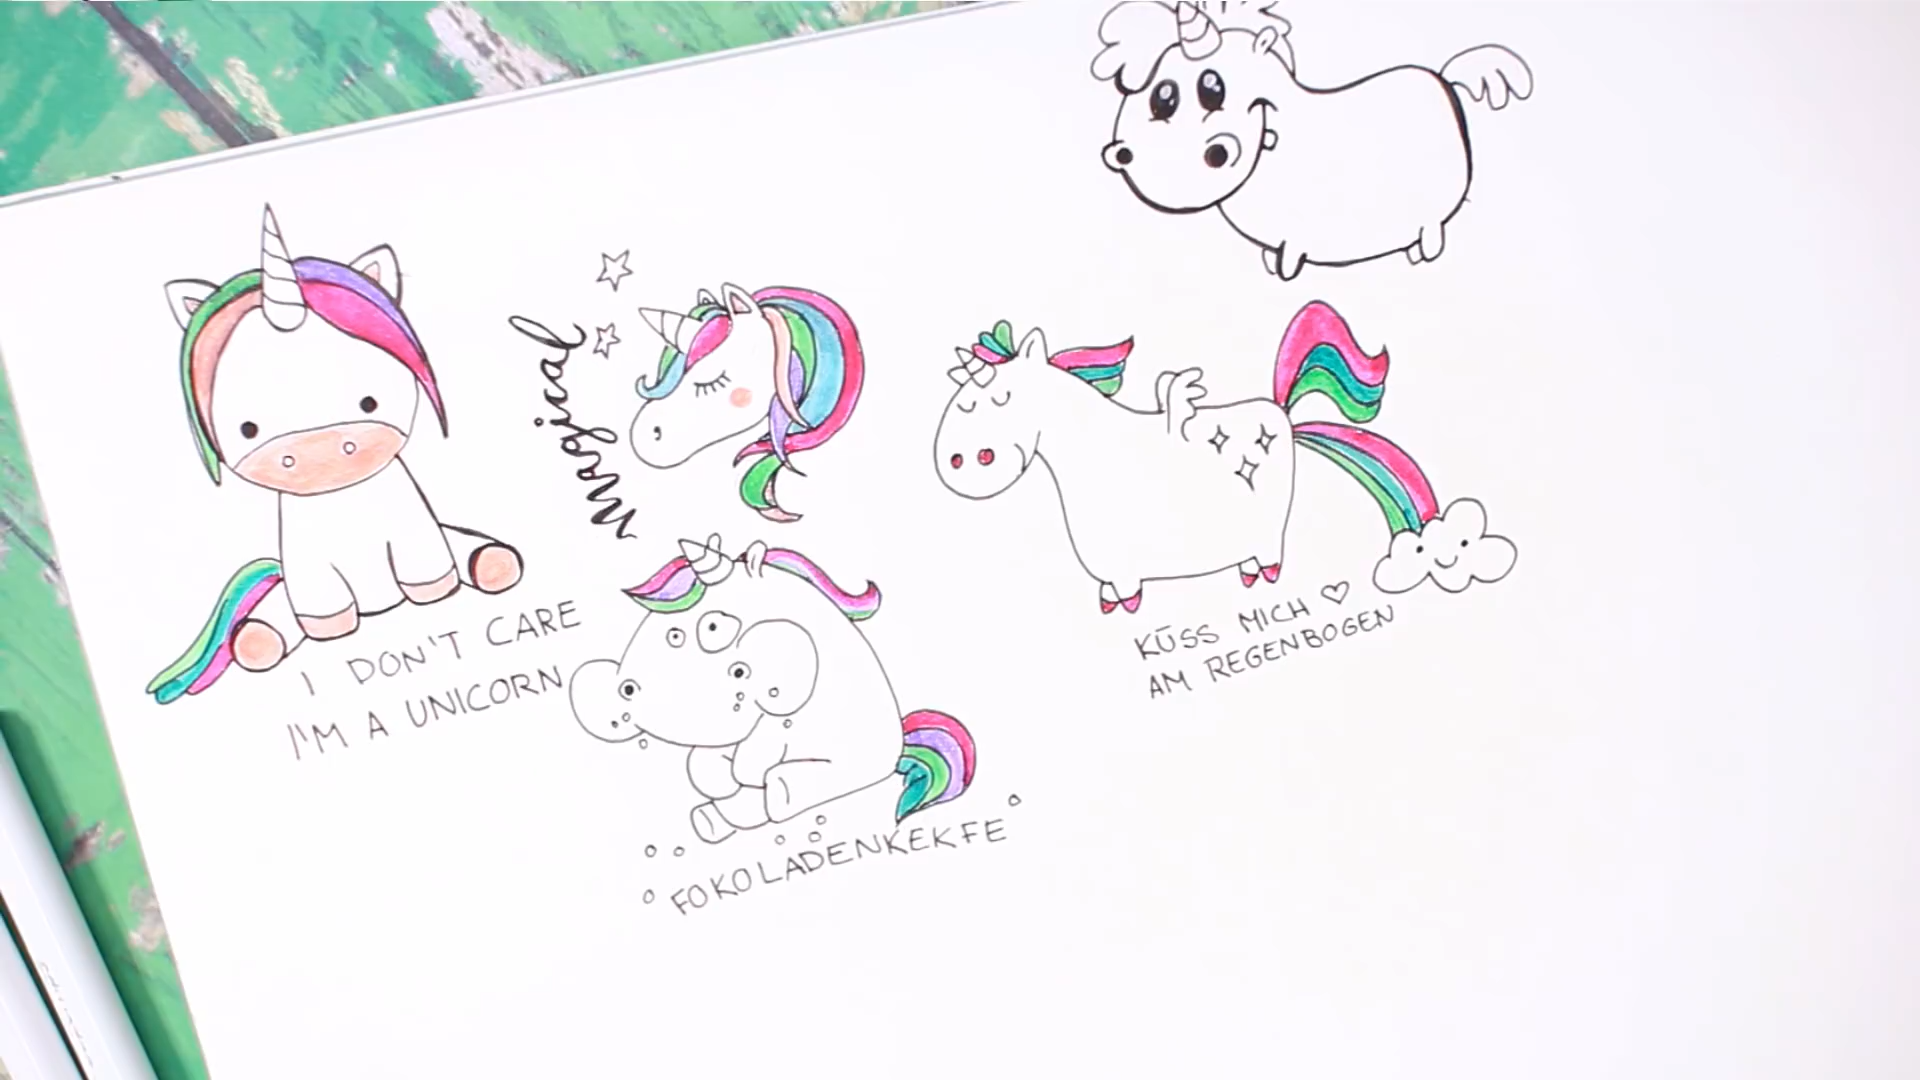 Magical
I DON'T CARE
I'M A UNICORN
KÜSS MICH ♡
AM REGENBOGEN
FOKOLADENKEKFE